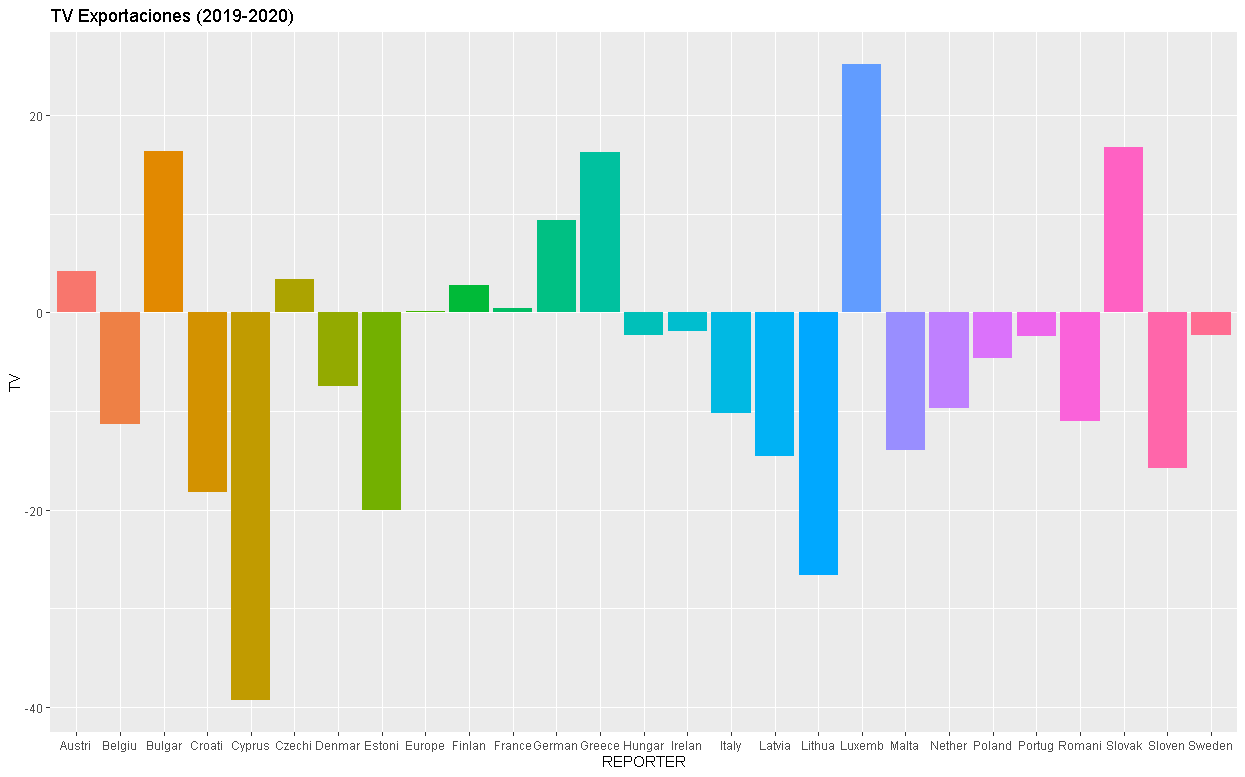 TV Exportaciones (2019-2020)
20
0
-20
-40
TV
Austri Belgiu Bulgar Croati Cyprus Czechi Denmar Estoni Europe Finlan France German Greece Hungar Irelan Italy Latvia Lithua Luxemb Malta Nether Poland Portug Romani Slovak Sloven Sweden
REPORTER